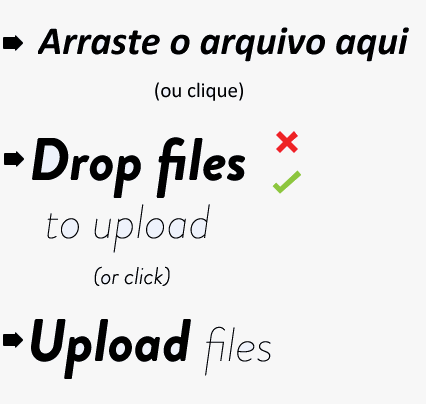 Arraste o arquivo aqui
(ou clique)
Drop files
to upload
(or click)
Upload files